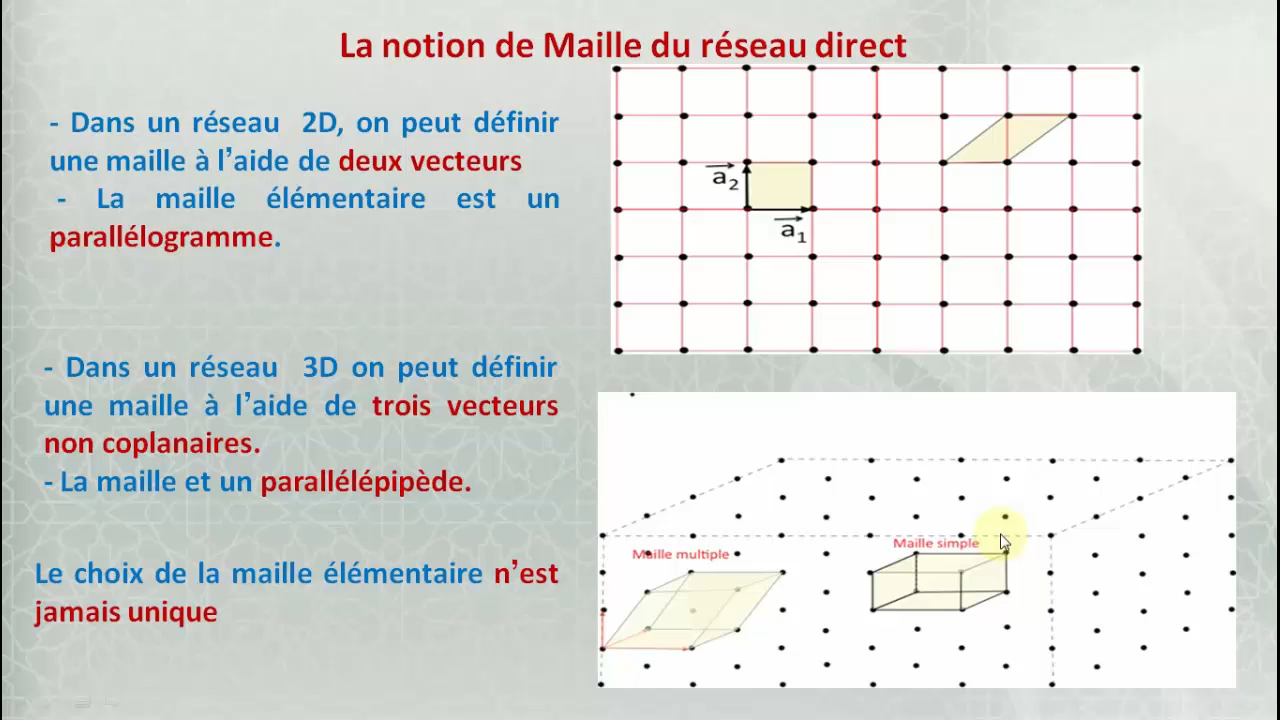 La notion de Maille du réseau direct
- Dans un réseau 2D, on peut définir
une maille à l'aide de deux vecteurs
- La maille élémentaire est un
parallélogramme.
a2
a1
- Dans un réseau 3D on peut définir
une maille à l'aide de trois vecteurs
non coplanaires.
- La maille et un parallélépipède.
Maille simple
Maille multiple
Le choix de la maille élémentaire n'est
jamais unique